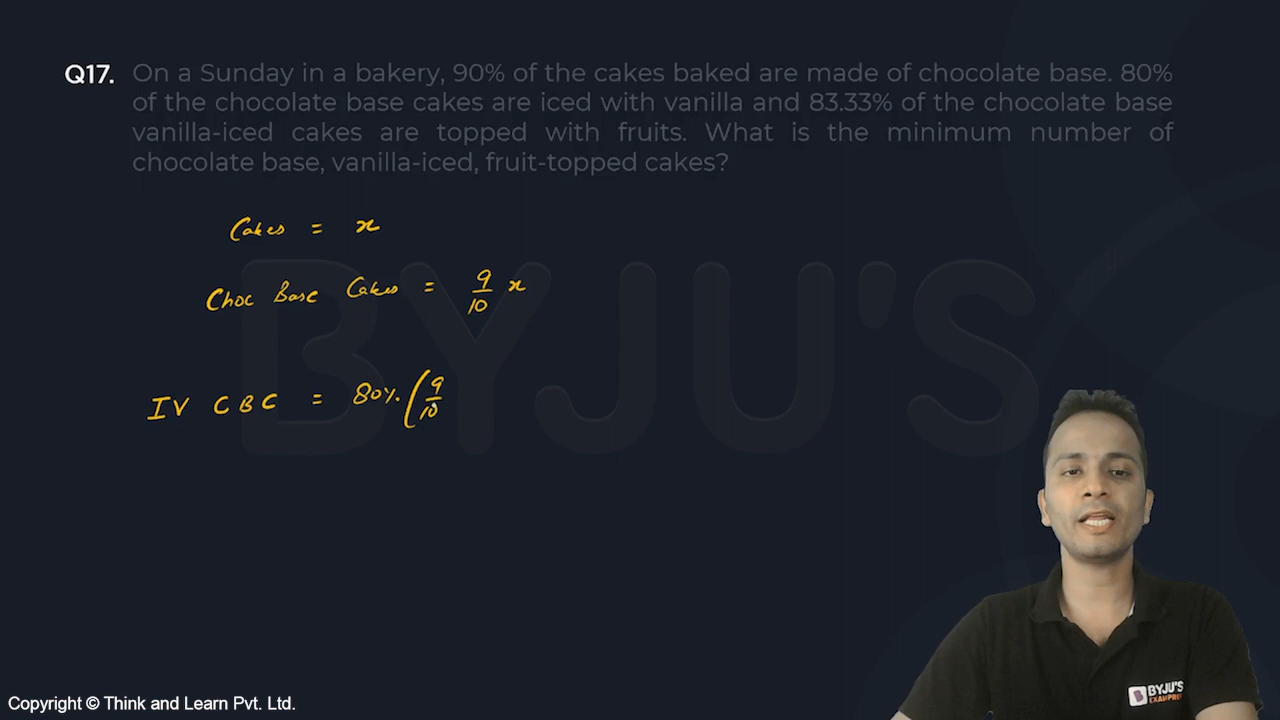 Q17. On a Sunday in a bakery, 90% of the cakes baked are made of chocolate base. 80%
of the chocolate base cakes are iced with vanilla and 83.33% of the chocolate base
vanilla-iced cakes are topped with fruits. What is the minimum number of
chocolate base, vanilla-iced, fruit-topped cakes?
Cakes = x
Choc Base Cakes = 9/10 x
IV CBC = 80% (9/10
BYJU'S
BYJU'S
EXAM PREP
Copyright © Think and Learn Pvt. Ltd.